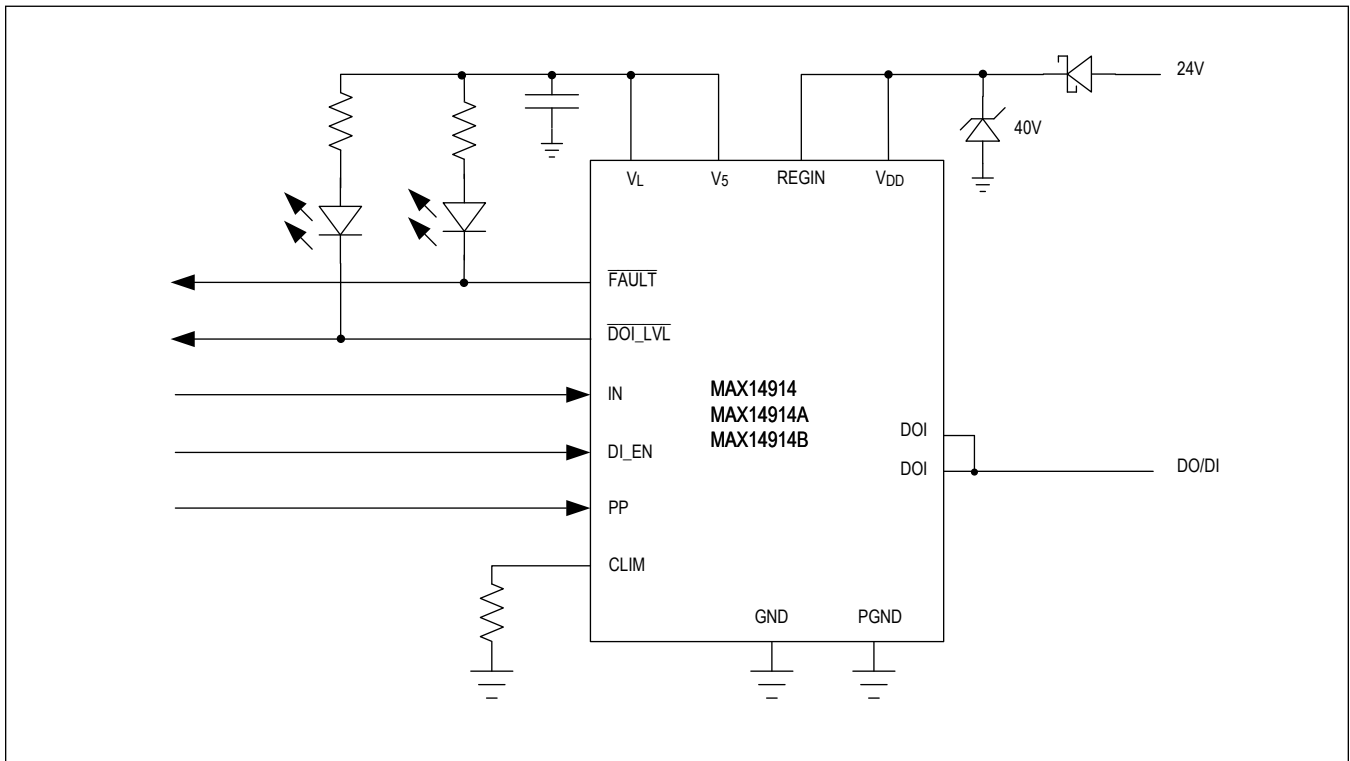 24V
40V
VL V5 REGIN VDD
FAULT
DOI_LVL
IN
DI_EN
PP
CLIM
MAX14914
MAX14914A
MAX14914B
DOI
DOI
DO/DI
GND PGND